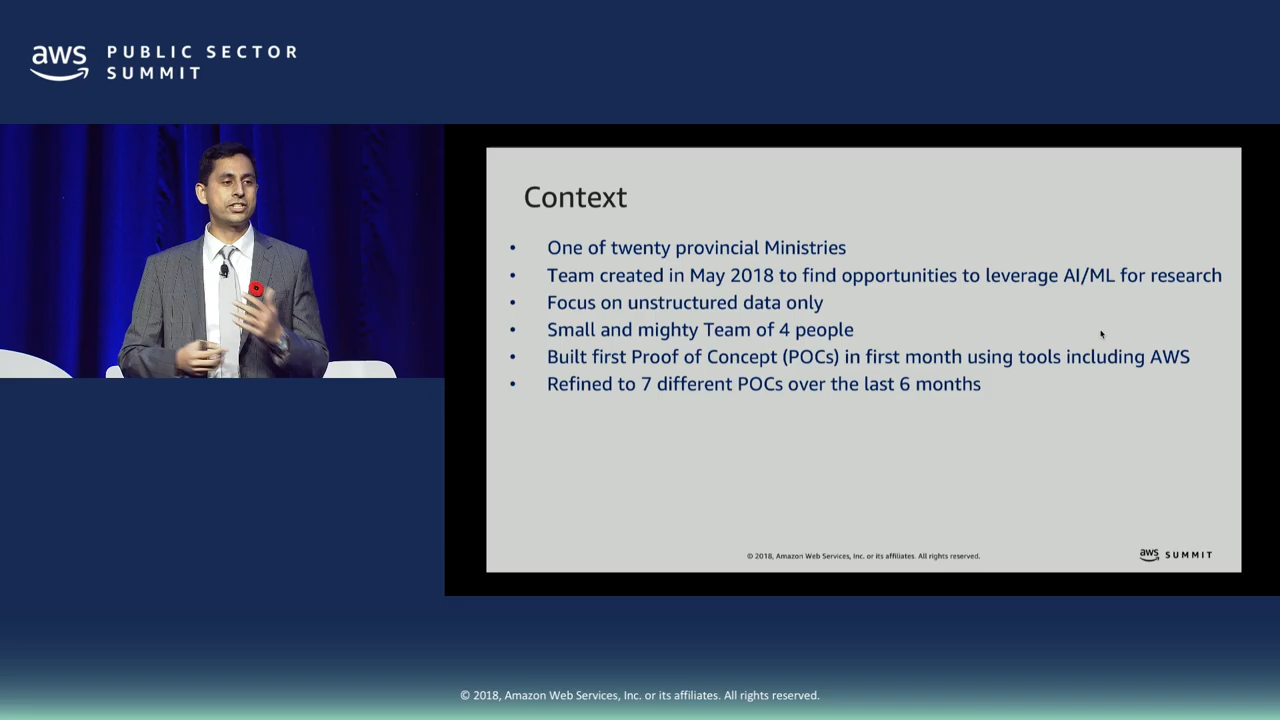 aws PUBLIC SECTOR
SUMMIT
Context
• One of twenty provincial Ministries
• Team created in May 2018 to find opportunities to leverage AI/ML for research
• Focus on unstructured data only
• Small and mighty Team of 4 people
• Built first Proof of Concept (POCs) in first month using tools including AWS
• Refined to 7 different POCs over the last 6 months
© 2018, Amazon Web Services, Inc. or its affiliates. All rights reserved.
aws SUMMIT
© 2018, Amazon Web Services, Inc. or its affiliates. All rights reserved.